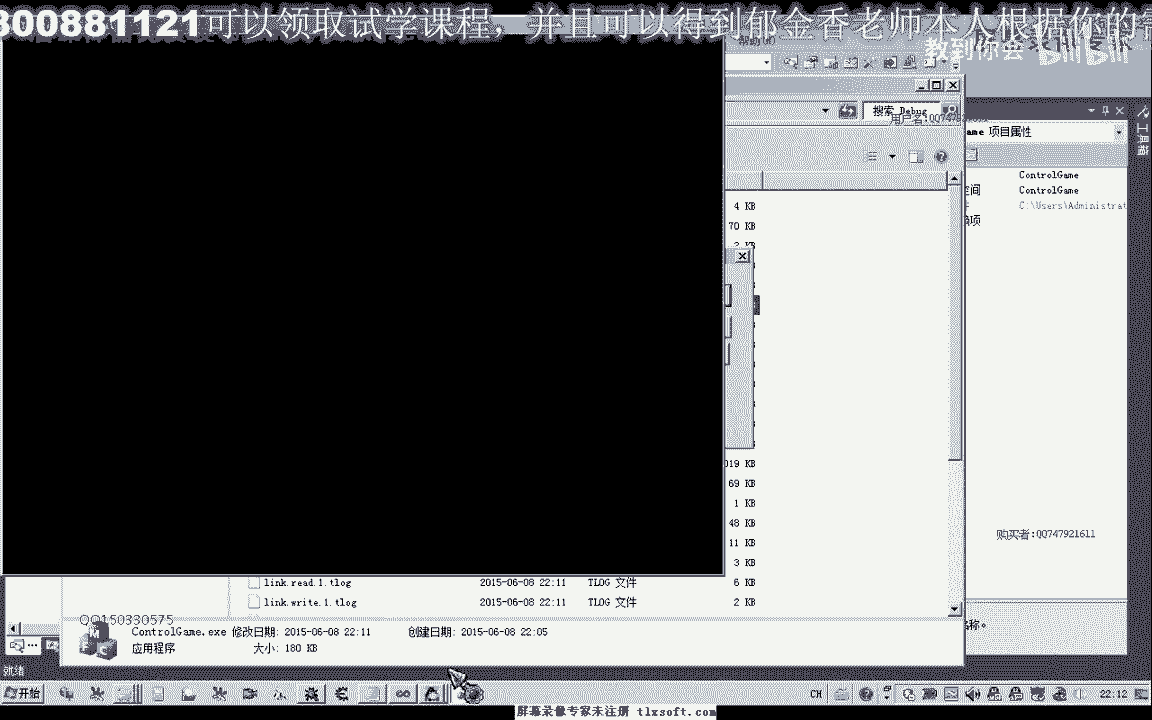 800881121可以领取试学课程，并且可以得到郁金香老师本人根据你的需
教到你会
bilibili
搜索 Debug
ame 项目属性
ControlGame
空间 ControlGame
C:\Users\Administrat
4 KB
70 KB
2 KB
019 KB
69 KB
1 KB
48 KB
购买者:QQ747921611
11 KB
3 KB
link.read.1.tlog 2015-06-08 22:11 TLOG 文件 6 KB
link.write.1.tlog 2015-06-08 22:11 TLOG 文件 2 KB
QQ150330575
ControlGame.exe 修改日期: 2015-06-08 22:11 创建日期: 2015-06-08 22:05
应用程序 大小: 180 KB
就绪
开始 CH 22:12
屏幕录像专家未注册 tlxsoft.com